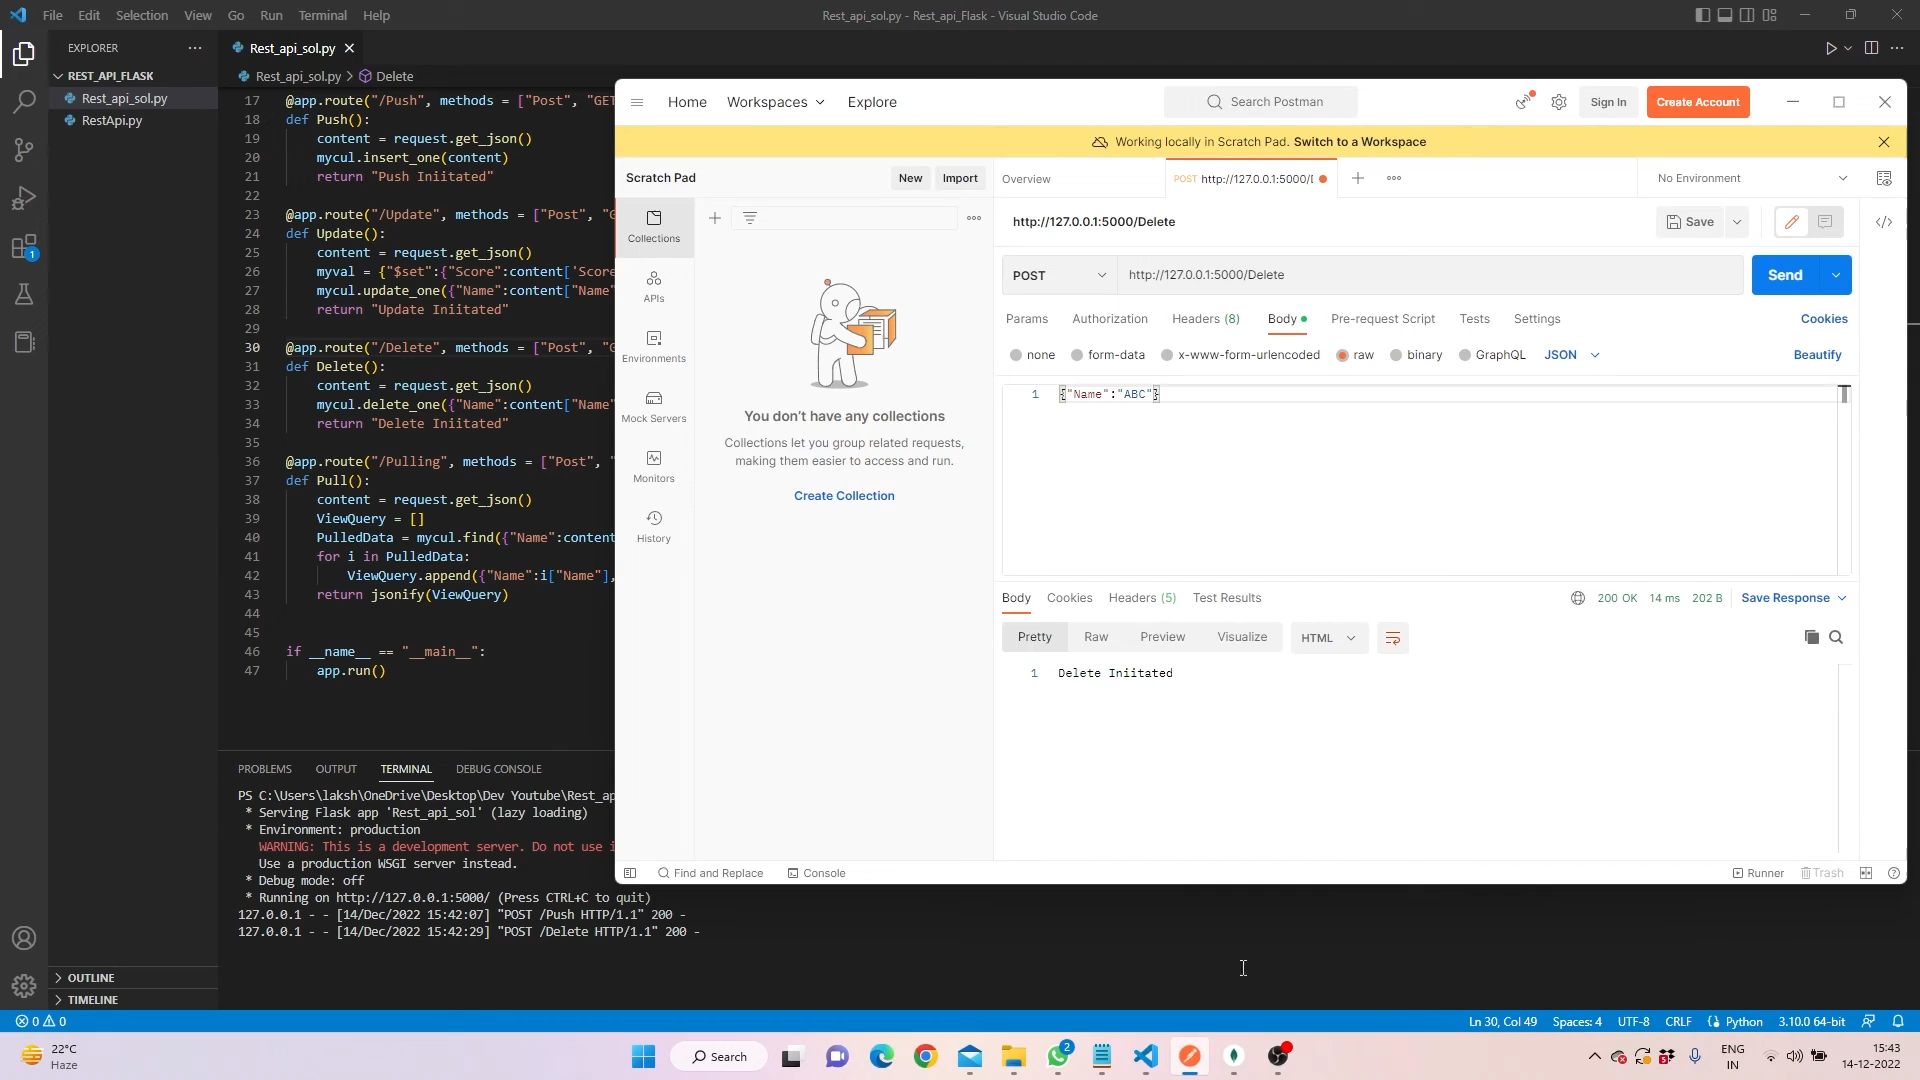 File Edit Selection View Go Run Terminal Help
Rest_api_sol.py - Rest_api_Flask - Visual Studio Code
EXPLORER
REST_API_FLASK
Rest_api_sol.py
RestApi.py
OUTLINE
TIMELINE
Rest_api_sol.py
Rest_api_sol.py > Delete
17 @app.route("/Push", methods = ["Post", "GET
18 def Push():
19 content = request.get_json()
20 mycul.insert_one(content)
21 return "Push Iniitated"
22
23 @app.route("/Update", methods = ["Post", "G
24 def Update():
25 content = request.get_json()
26 myval = {"$set":{"Score":content['Score
27 mycul.update_one({"Name":content["Name"
28 return "Update Iniitated"
29
30 @app.route("/Delete", methods = ["Post", "G
31 def Delete():
32 content = request.get_json()
33 mycul.delete_one({"Name":content["Name"
34 return "Delete Iniitated"
35
36 @app.route("/Pulling", methods = ["Post", "
37 def Pull():
38 content = request.get_json()
39 ViewQuery = []
40 PulledData = mycul.find({"Name":content
41 for i in PulledData:
42 ViewQuery.append({"Name":i["Name"],
43 return jsonify(ViewQuery)
44
45
46 if __name__ == "__main__":
47 app.run()
PROBLEMS OUTPUT TERMINAL DEBUG CONSOLE
PS C:\Users\laksh\OneDrive\Desktop\Dev Youtube\Rest_ap
* Serving Flask app 'Rest_api_sol' (lazy loading)
* Environment: production
WARNING: This is a development server. Do not use i
Use a production WSGI server instead.
* Debug mode: off
* Running on http://127.0.0.1:5000/ (Press CTRL+C to quit)
127.0.0.1 - - [14/Dec/2022 15:42:07] "POST /Push HTTP/1.1" 200 -
127.0.0.1 - - [14/Dec/2022 15:42:29] "POST /Delete HTTP/1.1" 200 -
Home Workspaces Explore
Search Postman
Sign In
Create Account
Working locally in Scratch Pad. Switch to a Workspace
Scratch Pad
New
Import
Collections
APIs
Environments
Mock Servers
Monitors
History
You don't have any collections
Collections let you group related requests,
making them easier to access and run.
Create Collection
Overview
POST http://127.0.0.1:5000/
No Environment
http://127.0.0.1:5000/Delete
Save
POST
http://127.0.0.1:5000/Delete
Send
Params Authorization Headers (8) Body Pre-request Script Tests Settings
Cookies
none form-data x-www-form-urlencoded raw binary GraphQL JSON
Beautify
1 {"Name":"ABC"}
Body Cookies Headers (5) Test Results
200 OK 14 ms 202 B Save Response
Pretty Raw Preview Visualize HTML
1 Delete Iniitated
Find and Replace Console
Runner Trash
0 0
Ln 30, Col 49 Spaces: 4 UTF-8 CRLF Python 3.10.0 64-bit
22°C
Haze
Search
2
ENG
IN
15:43
14-12-2022
1